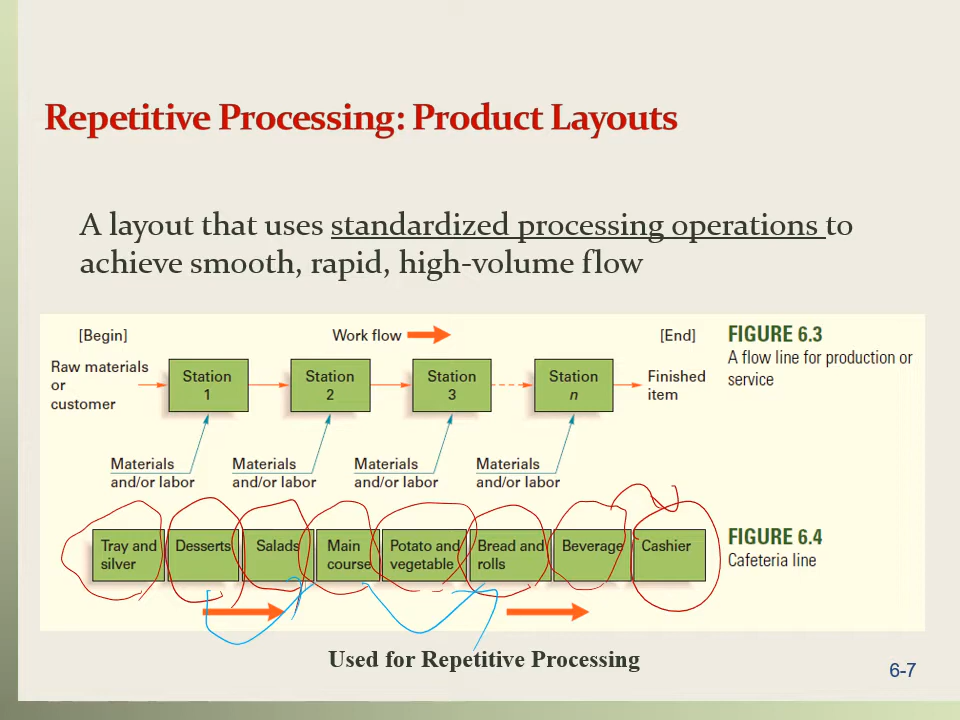 Repetitive Processing: Product Layouts
A layout that uses standardized processing operations to
achieve smooth, rapid, high-volume flow
[Begin]
Work flow
[End]
Raw materials
or
customer
Station
1
Station
2
Station
3
Station
n
Finished
item
Materials
and/or labor
Materials
and/or labor
Materials
and/or labor
Materials
and/or labor
FIGURE 6.3
A flow line for production or
service
Tray and
silver
Desserts
Salads
Main
course
Potato and
vegetable
Bread and
rolls
Beverage
Cashier
FIGURE 6.4
Cafeteria line
Used for Repetitive Processing
6-7